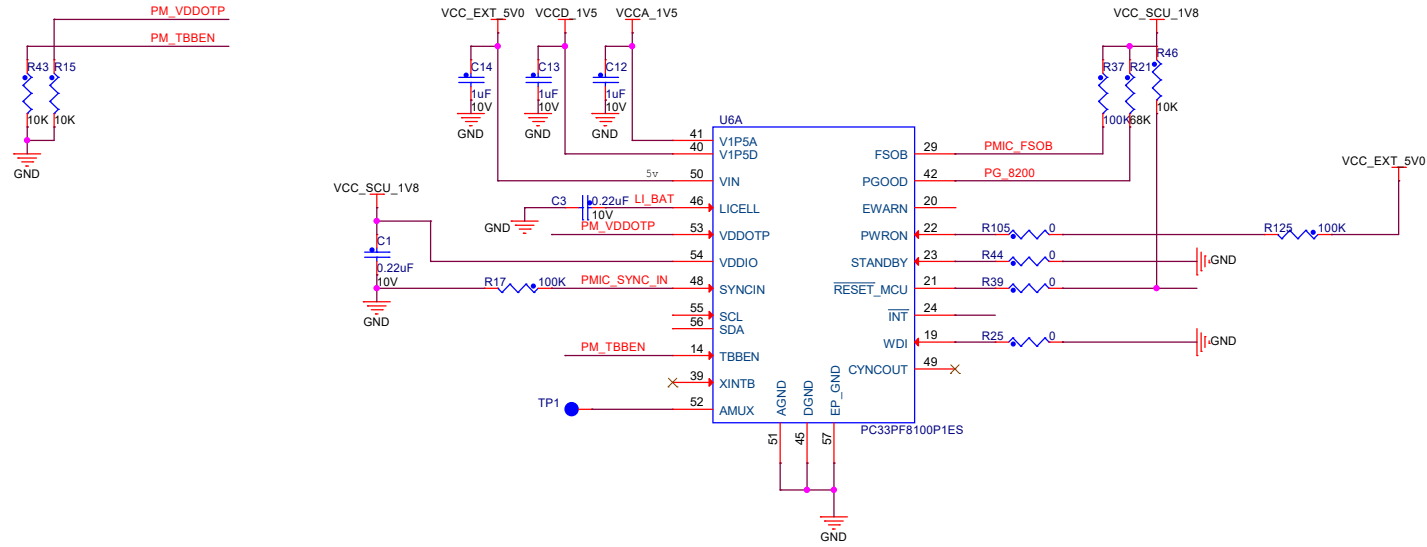 PM_VDDOTP
PM_TBBEN
R43 R15
10K 10K
GND
VCC_EXT_5V0 VCCD_1V5 VCCA_1V5
C14 C13 C12
1uF 1uF 1uF
10V 10V 10V
GND GND GND
VCC_SCU_1V8
R37 R21 R46
100K 68K 10K
VCC_EXT_5V0
U6A
41 V1P5A
40 V1P5D
5v 50 VIN
GND C3 0.22uF 10V LI_BAT 46 LICELL
PM_VDDOTP 53 VDDOTP
54 VDDIO
VCC_SCU_1V8
C1
0.22uF
10V
GND
R17 100K PMIC_SYNC_IN 48 SYNCIN
55 SCL
56 SDA
PM_TBBEN 14 TBBEN
39 XINTB
TP1 52 AMUX
FSOB 29 PMIC_FSOB
PGOOD 42 PG_8200
EWARN 20
PWRON 22 R105 0 R125 100K
STANDBY 23 R44 0 GND
RESET_MCU 21 R39 0
INT 24
WDI 19 R25 0 GND
CYNCOUT 49
AGND DGND EP_GND
PC33PF8100P1ES
51 45 57
GND